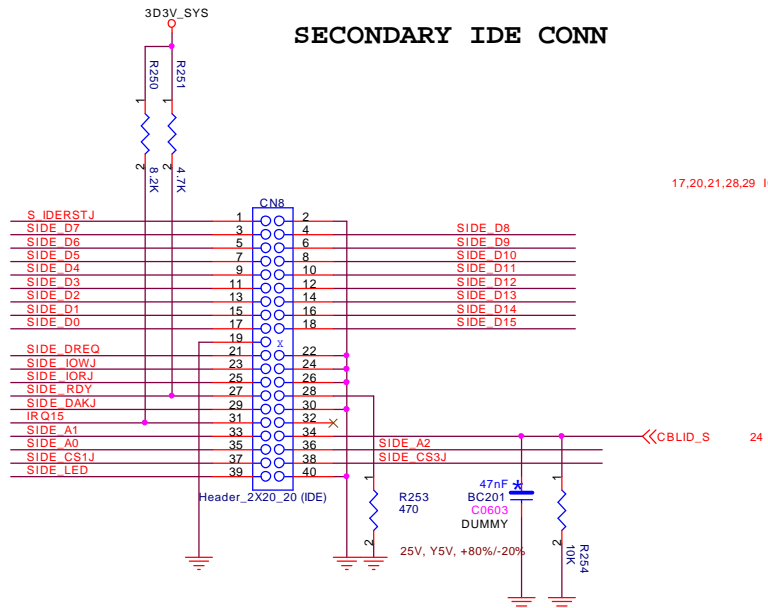 3D3V_SYS
SECONDARY IDE CONN
R250
R251
1
1
2
2
8.2K
4.7K
17,20,21,28,29 I
CN8
S_IDERSTJ 1 2
SIDE_D7 3 4 SIDE_D8
SIDE_D6 5 6 SIDE_D9
SIDE_D5 7 8 SIDE_D10
SIDE_D4 9 10 SIDE_D11
SIDE_D3 11 12 SIDE_D12
SIDE_D2 13 14 SIDE_D13
SIDE_D1 15 16 SIDE_D14
SIDE_D0 17 18 SIDE_D15
19 x
SIDE_DREQ 21 22
SIDE_IOWJ 23 24
SIDE_IORJ 25 26
SIDE_RDY 27 28
SIDE_DAKJ 29 30
IRQ15 31 32
SIDE_A1 33 34 CBLID_S 24
SIDE_A0 35 36 SIDE_A2
SIDE_CS1J 37 38 SIDE_CS3J
SIDE_LED 39 40
Header_2X20_20 (IDE)
1
2
R253
470
47nF *
BC201
C0603
DUMMY
25V, Y5V, +80%/-20%
1
2
R254
10K